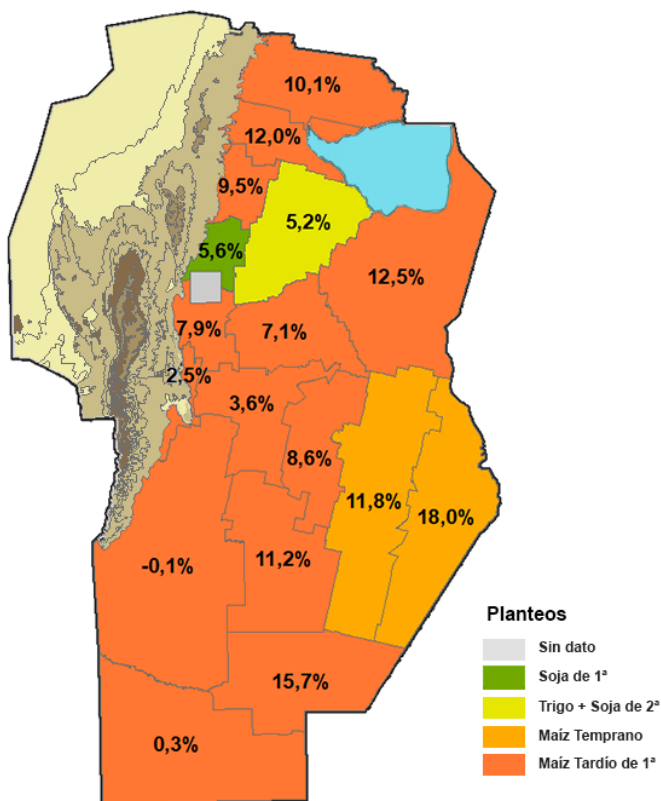 10,1%
12,0%
9,5%
5,2%
5,6%
12,5%
7,9%
7,1%
2,5%
3,6%
8,6%
11,8%
18,0%
-0,1%
11,2%
15,7%
0,3%
Planteos
Sin dato
Soja de 1ª
Trigo + Soja de 2ª
Maíz Temprano
Maíz Tardío de 1ª